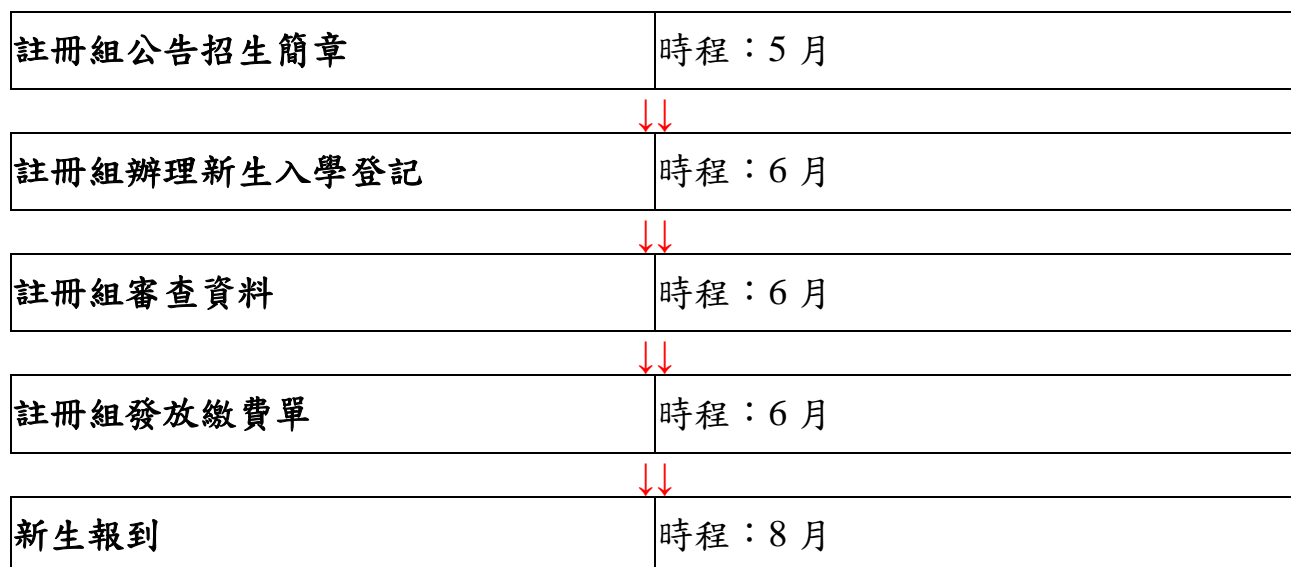 註冊組公告招生簡章 時程：5 月
↓↓
註冊組辦理新生入學登記 時程：6 月
↓↓
註冊組審查資料 時程：6 月
↓↓
註冊組發放繳費單 時程：6 月
↓↓
新生報到 時程：8 月